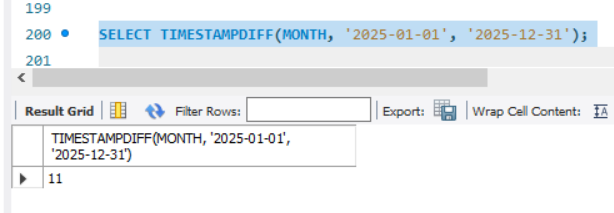 199
200 SELECT TIMESTAMPDIFF(MONTH, '2025-01-01', '2025-12-31');
201
Result Grid Filter Rows: Export: Wrap Cell Content: IA
TIMESTAMPDIFF(MONTH, '2025-01-01',
'2025-12-31')
11